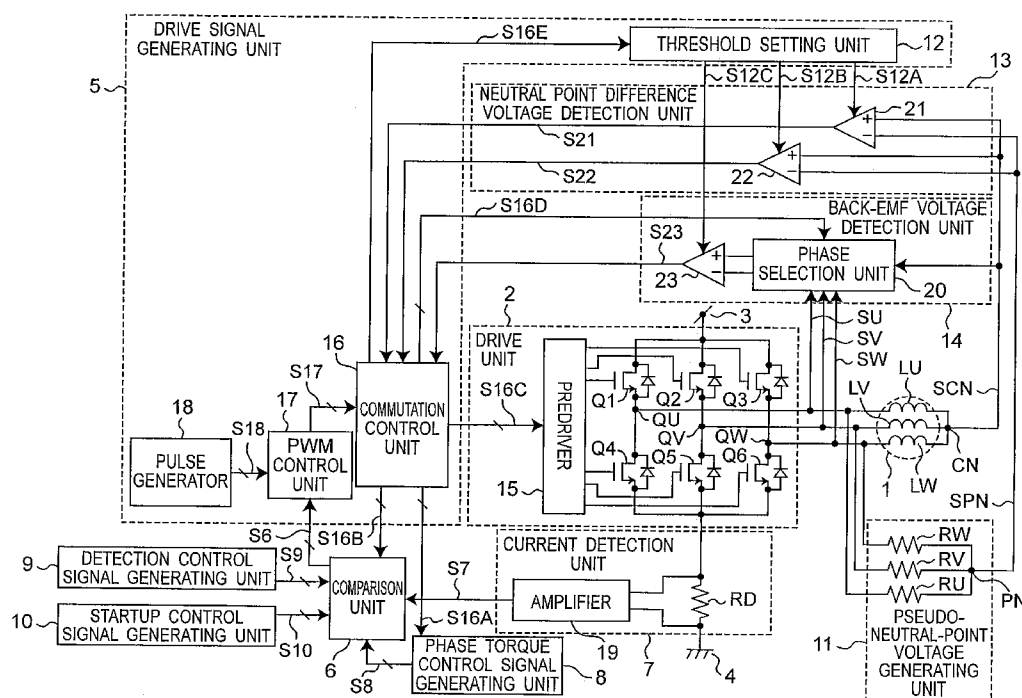 DRIVE SIGNAL
GENERATING UNIT
S16E
THRESHOLD SETTING UNIT
12
S12C
S12B
S12A
13
5
NEUTRAL POINT DIFFERENCE
VOLTAGE DETECTION UNIT
21
+
−
S21
+
−
22
S22
S16D
BACK-EMF VOLTAGE
DETECTION UNIT
S23
+
−
23
PHASE
SELECTION UNIT
20
14
2
3
SU
SV
SW
DRIVE
UNIT
16
S17
17
18
S18
PULSE
GENERATOR
PWM
CONTROL
UNIT
COMMUTATION
CONTROL
UNIT
S16C
PREDRIVER
15
Q1
Q2
Q3
QU
QV
QW
Q4
Q5
Q6
LU
LV
LW
1
SCN
CN
SPN
S6
S16B
9
DETECTION CONTROL
SIGNAL GENERATING UNIT
S9
10
STARTUP CONTROL
SIGNAL GENERATING UNIT
S10
COMPARISON
UNIT
6
S7
S16A
CURRENT DETECTION
UNIT
AMPLIFIER
19
RD
7
4
S8
PHASE TORQUE
CONTROL SIGNAL
GENERATING UNIT
8
RW
RV
RU
PN
11
PSEUDO-
NEUTRAL-POINT
VOLTAGE
GENERATING
UNIT